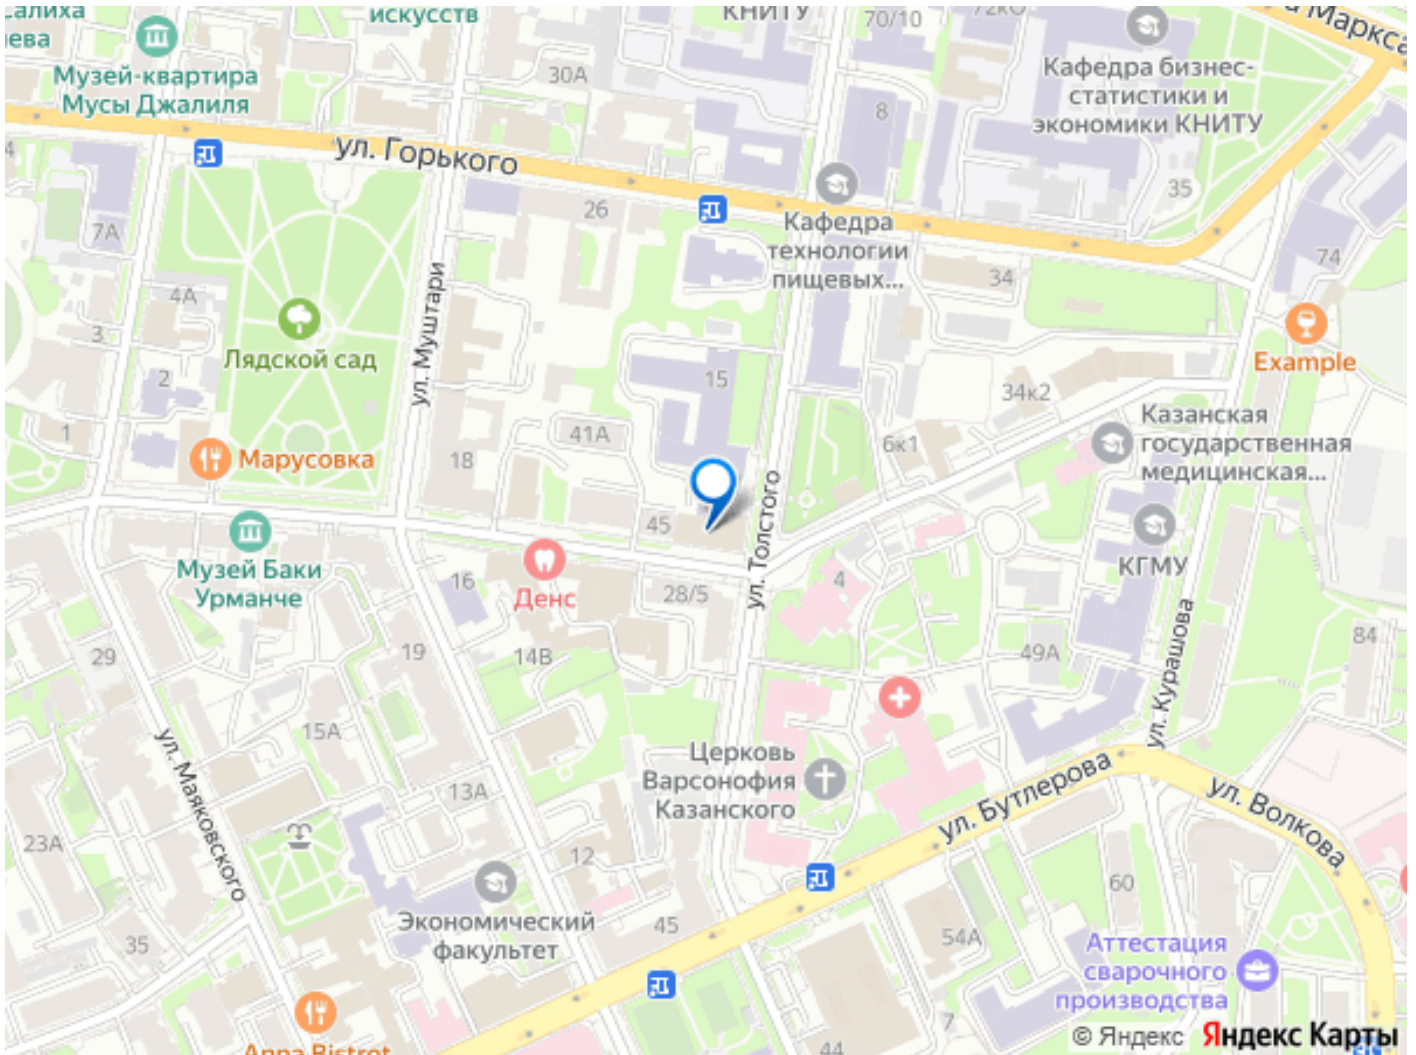 искусств
КНИТУ
70/10
а Маркса
Музей-квартира
Мусы Джалиля
30А
8
Кафедра бизнес-
статистики и
экономики КНИТУ
ул. Горького
35
7А
26
Кафедра
технологии
пищевых...
34
74
4А
3
Лядской сад
ул. Муштари
2
15
34к2
Example
1
Марусовка
18
41А
6к1
Казанская
государственная
медицинская...
45
ул. Толстого
Музей Баки
Урманче
16
Денс
28/5
4
КГМУ
29
19
14В
49А
84
ул. Курашова
15А
ул. Маяковского
Церковь
Варсонофия
Казанского
13А
ул. Бутлерова
ул. Волкова
23А
12
60
Экономический
факультет
45
54А
35
Аттестация
сварочного
производства
7
44
Anna Bistrot
© Яндекс Яндекс Карты